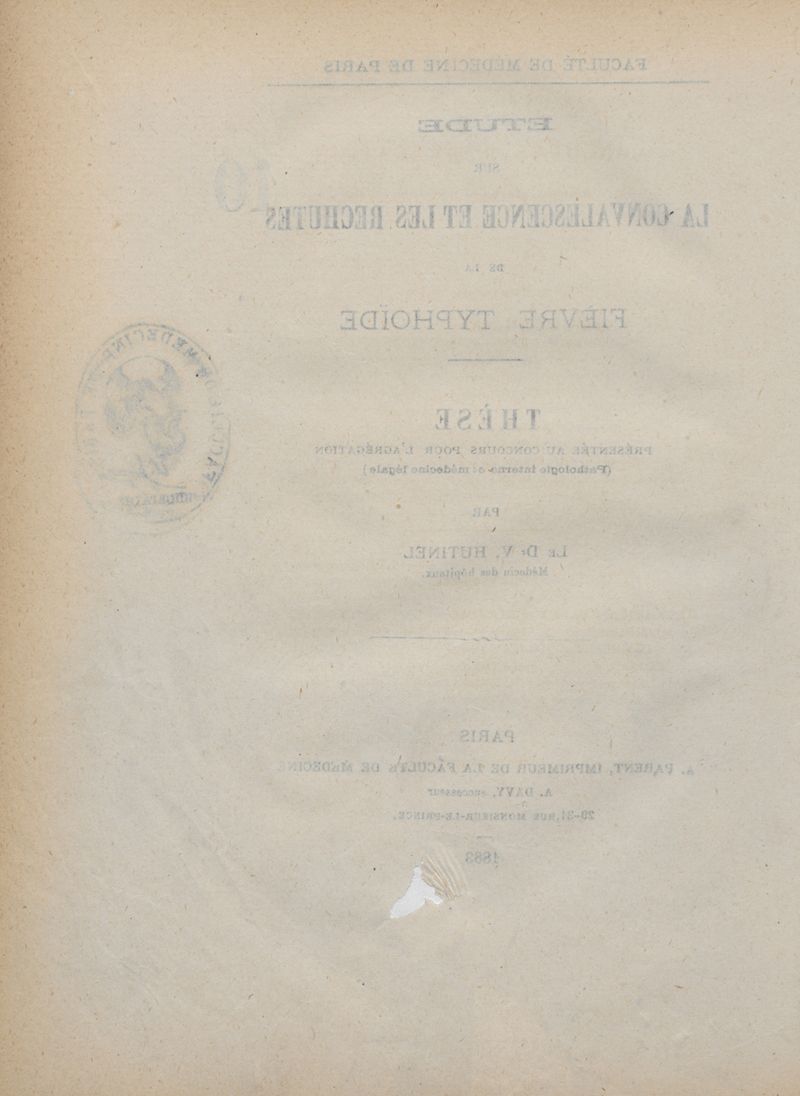 FACULTÉ DE MÉDECINE DE PARIS
ETUDE
SUR
LA CONVALESCENCE ET LES RECHUTES
DE LA
FIÈVRE TYPHOÏDE
THÈSE
PRÉSENTÉE AU CONCOURS POUR L'AGRÉGATION
(Pathologie interne et médecine légale)
PAR
LE Dr V. HUTINEL
Médecin des hôpitaux.
PARIS
A. PARENT, IMPRIMEUR DE LA FACULTÉ DE MÉDECINE
A. DAVY, successeur
29-31, RUE MONSIEUR-LE-PRINCE.
1883